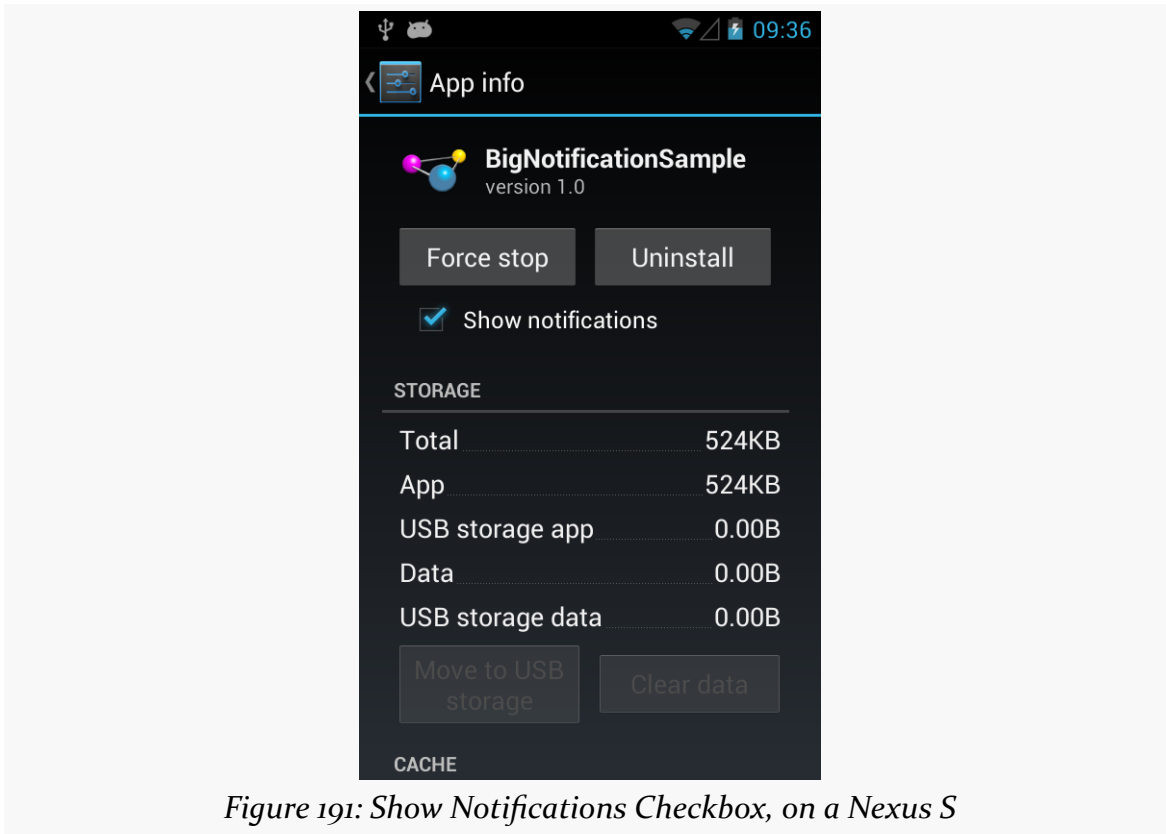 09:36
App info
BigNotificationSample
version 1.0
Force stop Uninstall
Show notifications
STORAGE
Total 524KB
App 524KB
USB storage app 0.00B
Data 0.00B
USB storage data 0.00B
Move to USB
storage
Clear data
CACHE
Figure 191: Show Notifications Checkbox, on a Nexus S